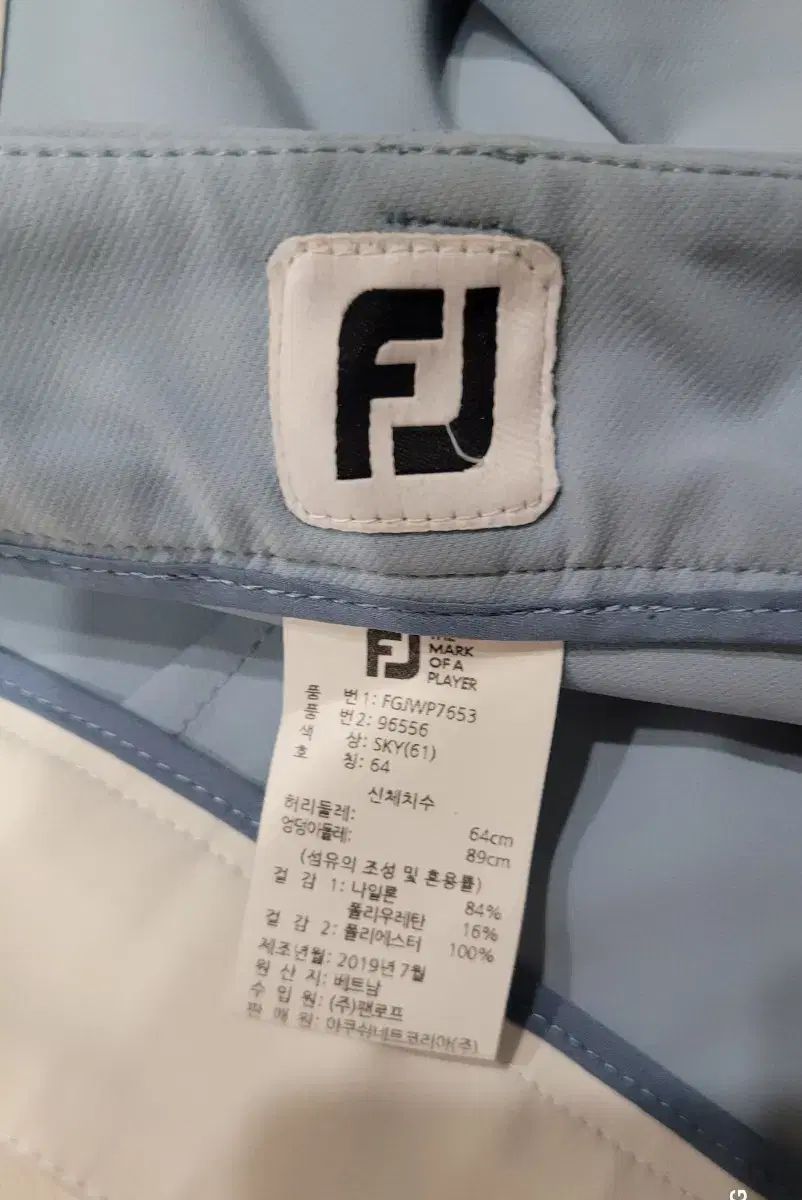 FJ
FJ THE
MARK
OF A
PLAYER
품 번1: FGJWP7653
품 번2: 96556
색 상: SKY(61)
호 칭: 64
신체치수
허리둘레: 64cm
엉덩이둘레: 89cm
(섬유의 조성 및 혼용률)
겉 감 1: 나일론 84%
폴리우레탄 16%
겉 감 2: 폴리에스터 100%
제조년월: 2019년 7월
원 산 지: 베트남
수 입 원: (주)팬로프
판 매 원: 아쿠쉬네트코리아(주)
G